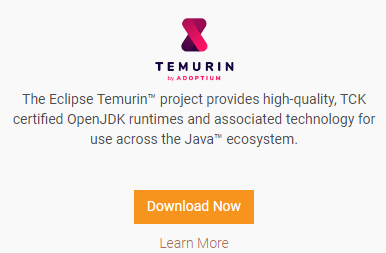 TEMURIN
by ADOPTIUM
The Eclipse Temurin™ project provides high-quality, TCK
certified OpenJDK runtimes and associated technology for
use across the Java™ ecosystem.
Download Now
Learn More